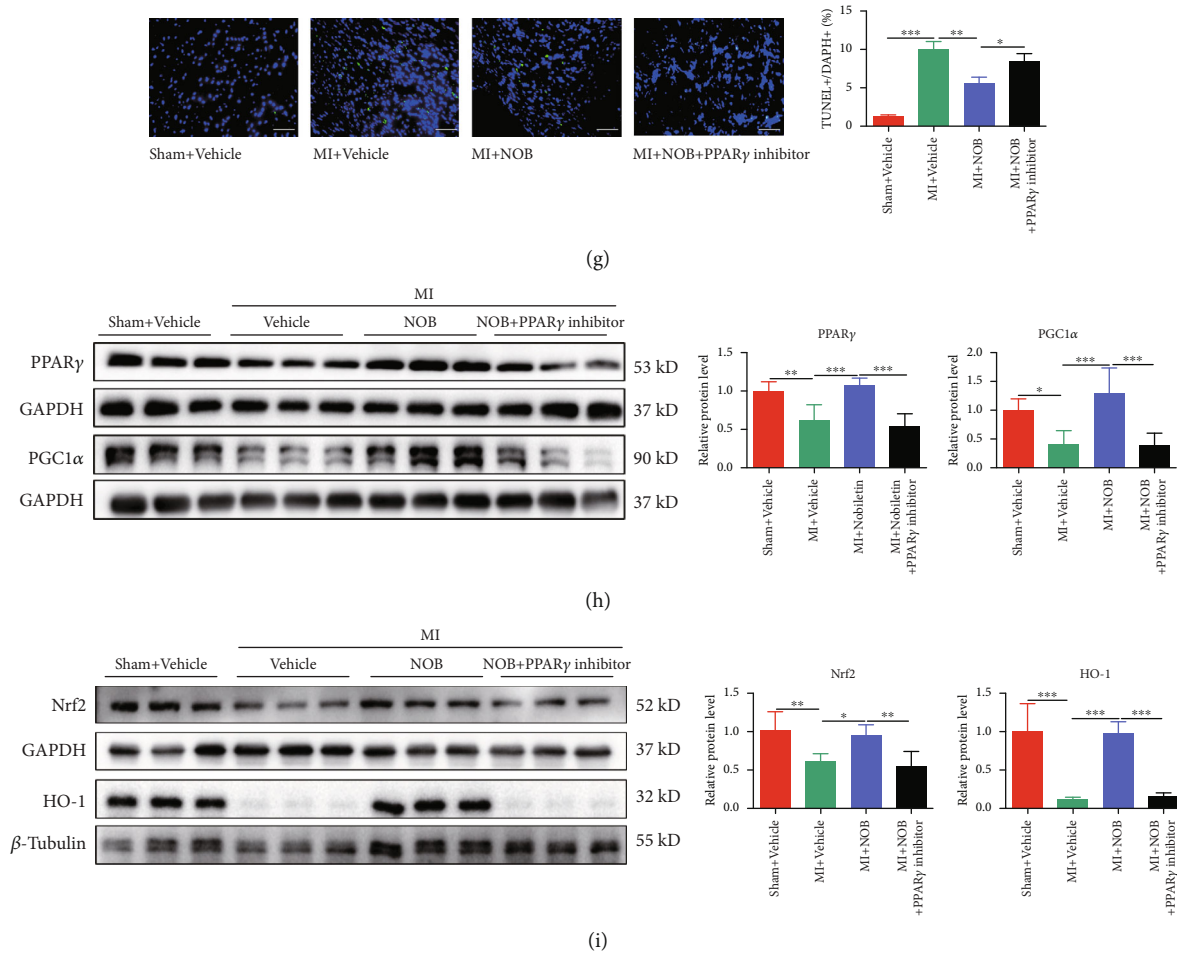 Sham+Vehicle
MI+Vehicle
MI+NOB
MI+NOB+PPARγ inhibitor
TUNEL+/DAPH+ (%)
15
10
5
0
***
**
*
Sham+Vehicle
MI+Vehicle
MI+NOB
MI+NOB
+PPARγ inhibitor
(g)
MI
Sham+Vehicle
Vehicle
NOB
NOB+PPARγ inhibitor
PPARγ
53 kD
GAPDH
37 kD
PGC1α
90 kD
GAPDH
37 kD
PPARγ
Relative protein level
1.5
1.0
0.5
0.0
**
***
***
Sham+Vehicle
MI+Vehicle
MI+Nobiletin
MI+Nobiletin
+PPARγ inhibitor
PGC1α
Relative protein level
2.0
1.5
1.0
0.5
0.0
*
***
***
Sham+Vehicle
MI+Vehicle
MI+NOB
MI+NOB
+PPARγ inhibitor
(h)
MI
Sham+Vehicle
Vehicle
NOB
NOB+PPARγ inhibitor
Nrf2
52 kD
GAPDH
37 kD
HO-1
32 kD
β-Tubulin
55 kD
Nrf2
Relative protein level
1.5
1.0
0.5
0.0
**
*
**
Sham+Vehicle
MI+Vehicle
MI+NOB
MI+NOB
+PPARγ inhibitor
HO-1
Relative protein level
1.5
1.0
0.5
0.0
***
***
***
Sham+Vehicle
MI+Vehicle
MI+NOB
MI+NOB
+PPARγ inhibitor
(i)